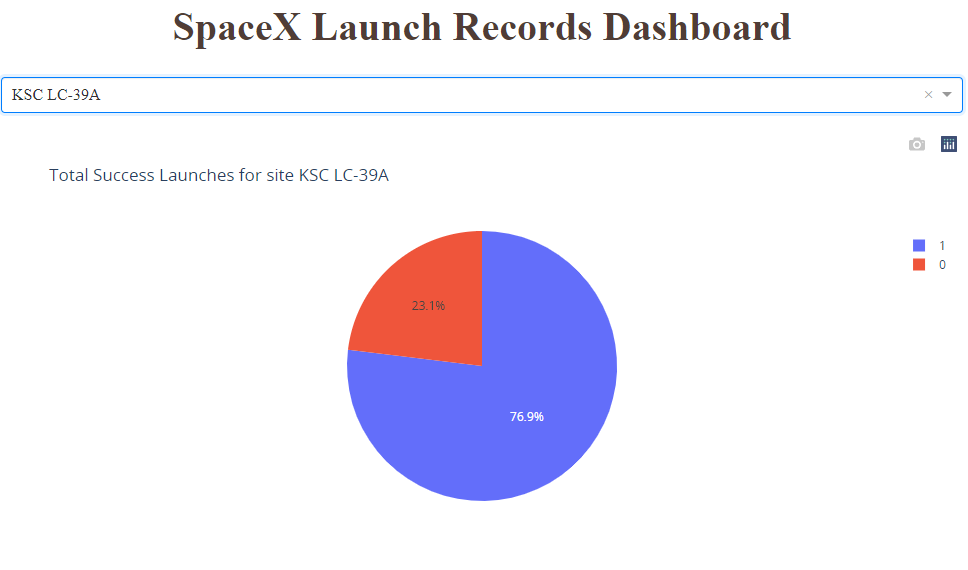 SpaceX Launch Records Dashboard
KSC LC-39A
Total Success Launches for site KSC LC-39A
1
0
23.1%
76.9%